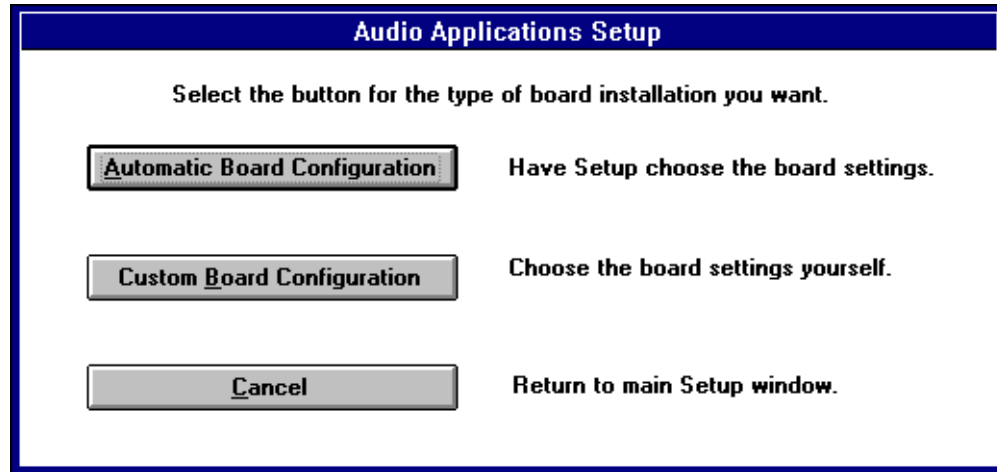 Audio Applications Setup
Select the button for the type of board installation you want.
Automatic Board Configuration Have Setup choose the board settings.
Custom Board Configuration Choose the board settings yourself.
Cancel Return to main Setup window.